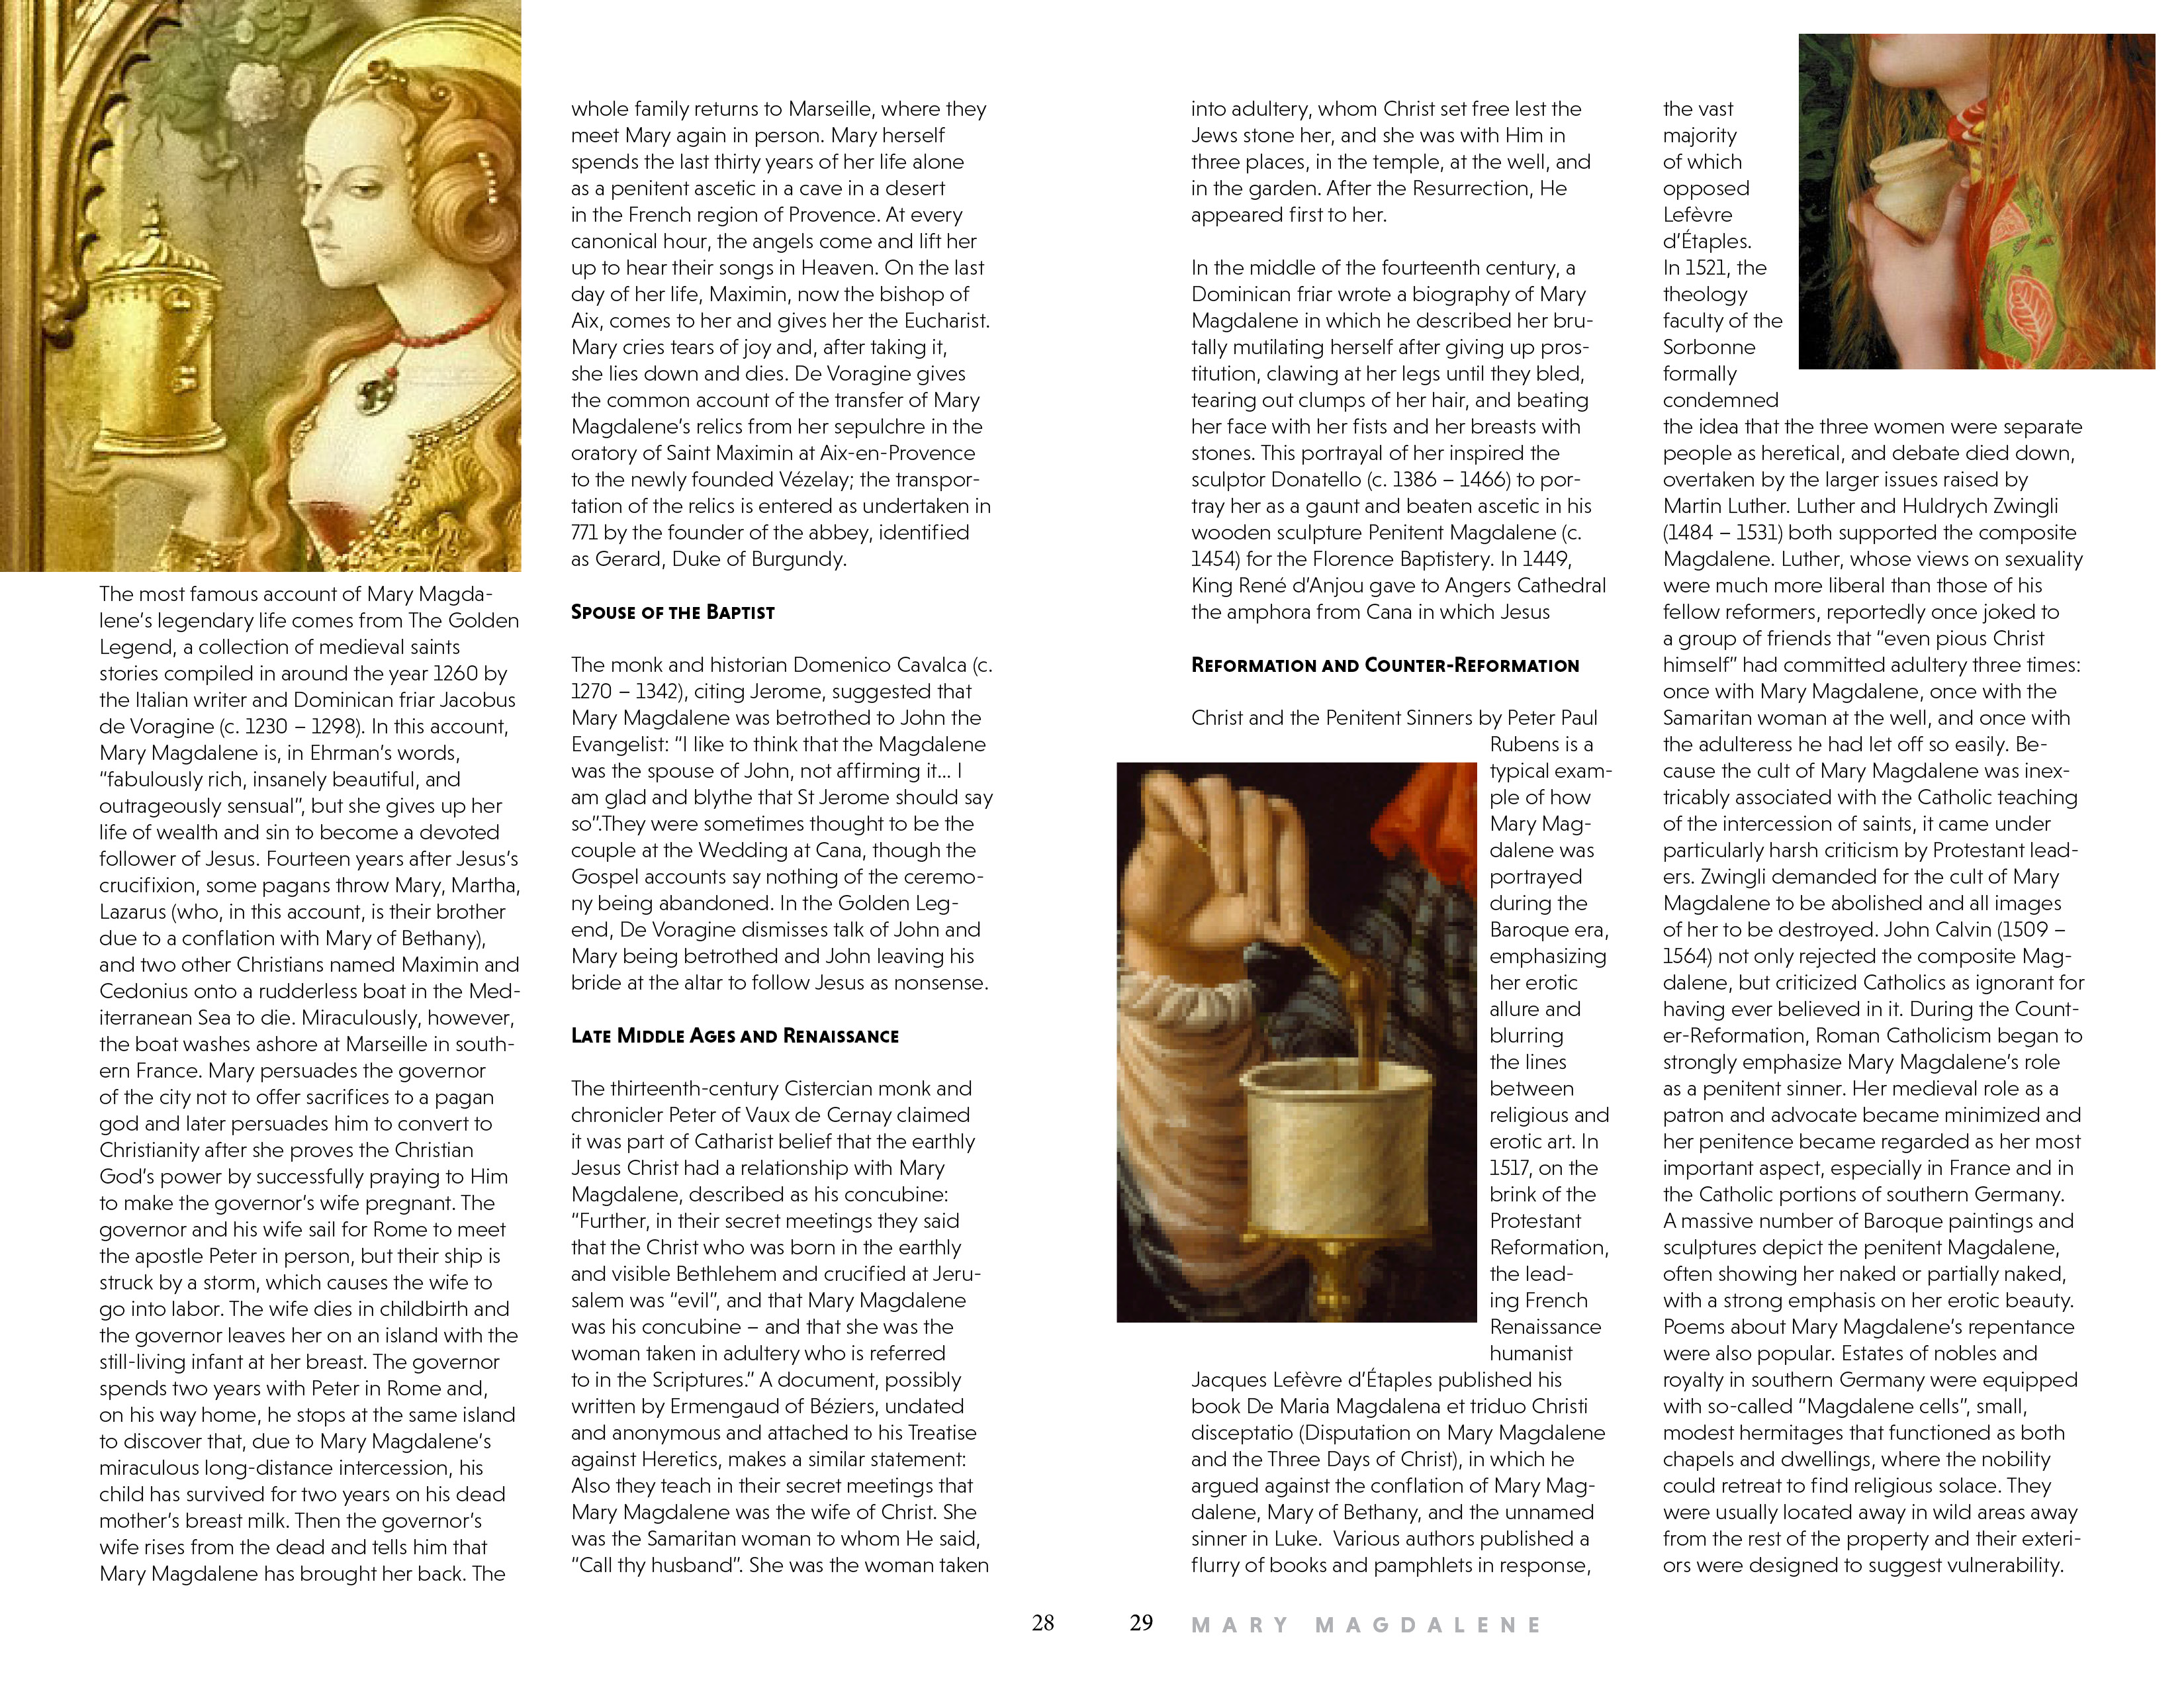 The most famous account of Mary Magda-
lene's legendary life comes from The Golden
Legend, a collection of medieval saints
stories compiled in around the year 1260 by
the Italian writer and Dominican friar Jacobus
de Voragine (c. 1230 – 1298). In this account,
Mary Magdalene is, in Ehrman's words,
"fabulously rich, insanely beautiful, and
outrageously sensual", but she gives up her
life of wealth and sin to become a devoted
follower of Jesus. Fourteen years after Jesus's
crucifixion, some pagans throw Mary, Martha,
Lazarus (who, in this account, is their brother
due to a conflation with Mary of Bethany),
and two other Christians named Maximin and
Cedonius onto a rudderless boat in the Med-
iterranean Sea to die. Miraculously, however,
the boat washes ashore at Marseille in south-
ern France. Mary persuades the governor
of the city not to offer sacrifices to a pagan
god and later persuades him to convert to
Christianity after she proves the Christian
God's power by successfully praying to Him
to make the governor's wife pregnant. The
governor and his wife sail for Rome to meet
the apostle Peter in person, but their ship is
struck by a storm, which causes the wife to
go into labor. The wife dies in childbirth and
the governor leaves her on an island with the
still-living infant at her breast. The governor
spends two years with Peter in Rome and,
on his way home, he stops at the same island
to discover that, due to Mary Magdalene's
miraculous long-distance intercession, his
child has survived for two years on his dead
mother's breast milk. Then the governor's
wife rises from the dead and tells him that
Mary Magdalene has brought her back. The
whole family returns to Marseille, where they
meet Mary again in person. Mary herself
spends the last thirty years of her life alone
as a penitent ascetic in a cave in a desert
in the French region of Provence. At every
canonical hour, the angels come and lift her
up to hear their songs in Heaven. On the last
day of her life, Maximin, now the bishop of
Aix, comes to her and gives her the Eucharist.
Mary cries tears of joy and, after taking it,
she lies down and dies. De Voragine gives
the common account of the transfer of Mary
Magdalene's relics from her sepulchre in the
oratory of Saint Maximin at Aix-en-Provence
to the newly founded Vézelay; the transpor-
tation of the relics is entered as undertaken in
771 by the founder of the abbey, identified
as Gerard, Duke of Burgundy.
Spouse of the Baptist
The monk and historian Domenico Cavalca (c.
1270 – 1342), citing Jerome, suggested that
Mary Magdalene was betrothed to John the
Evangelist: "I like to think that the Magdalene
was the spouse of John, not affirming it... I
am glad and blythe that St Jerome should say
so".They were sometimes thought to be the
couple at the Wedding at Cana, though the
Gospel accounts say nothing of the ceremo-
ny being abandoned. In the Golden Leg-
end, De Voragine dismisses talk of John and
Mary being betrothed and John leaving his
bride at the altar to follow Jesus as nonsense.
Late Middle Ages and Renaissance
The thirteenth-century Cistercian monk and
chronicler Peter of Vaux de Cernay claimed
it was part of Catharist belief that the earthly
Jesus Christ had a relationship with Mary
Magdalene, described as his concubine:
"Further, in their secret meetings they said
that the Christ who was born in the earthly
and visible Bethlehem and crucified at Jeru-
salem was "evil", and that Mary Magdalene
was his concubine – and that she was the
woman taken in adultery who is referred
to in the Scriptures." A document, possibly
written by Ermengaud of Béziers, undated
and anonymous and attached to his Treatise
against Heretics, makes a similar statement:
Also they teach in their secret meetings that
Mary Magdalene was the wife of Christ. She
was the Samaritan woman to whom He said,
"Call thy husband". She was the woman taken
28
into adultery, whom Christ set free lest the
Jews stone her, and she was with Him in
three places, in the temple, at the well, and
in the garden. After the Resurrection, He
appeared first to her.
In the middle of the fourteenth century, a
Dominican friar wrote a biography of Mary
Magdalene in which he described her bru-
tally mutilating herself after giving up pros-
titution, clawing at her legs until they bled,
tearing out clumps of her hair, and beating
her face with her fists and her breasts with
stones. This portrayal of her inspired the
sculptor Donatello (c. 1386 – 1466) to por-
tray her as a gaunt and beaten ascetic in his
wooden sculpture Penitent Magdalene (c.
1454) for the Florence Baptistery. In 1449,
King René d'Anjou gave to Angers Cathedral
the amphora from Cana in which Jesus
Reformation and Counter-Reformation
Christ and the Penitent Sinners by Peter Paul
Rubens is a
typical exam-
ple of how
Mary Mag-
dalene was
portrayed
during the
Baroque era,
emphasizing
her erotic
allure and
blurring
the lines
between
religious and
erotic art. In
1517, on the
brink of the
Protestant
Reformation,
the lead-
ing French
Renaissance
humanist
Jacques Lefèvre d'Étaples published his
book De Maria Magdalena et triduo Christi
disceptatio (Disputation on Mary Magdalene
and the Three Days of Christ), in which he
argued against the conflation of Mary Mag-
dalene, Mary of Bethany, and the unnamed
sinner in Luke.  Various authors published a
flurry of books and pamphlets in response,
the vast
majority
of which
opposed
Lefèvre
d'Étaples.
In 1521, the
theology
faculty of the
Sorbonne
formally
condemned
the idea that the three women were separate
people as heretical, and debate died down,
overtaken by the larger issues raised by
Martin Luther. Luther and Huldrych Zwingli
(1484 – 1531) both supported the composite
Magdalene. Luther, whose views on sexuality
were much more liberal than those of his
fellow reformers, reportedly once joked to
a group of friends that "even pious Christ
himself" had committed adultery three times:
once with Mary Magdalene, once with the
Samaritan woman at the well, and once with
the adulteress he had let off so easily. Be-
cause the cult of Mary Magdalene was inex-
tricably associated with the Catholic teaching
of the intercession of saints, it came under
particularly harsh criticism by Protestant lead-
ers. Zwingli demanded for the cult of Mary
Magdalene to be abolished and all images
of her to be destroyed. John Calvin (1509 –
1564) not only rejected the composite Mag-
dalene, but criticized Catholics as ignorant for
having ever believed in it. During the Count-
er-Reformation, Roman Catholicism began to
strongly emphasize Mary Magdalene's role
as a penitent sinner. Her medieval role as a
patron and advocate became minimized and
her penitence became regarded as her most
important aspect, especially in France and in
the Catholic portions of southern Germany.
A massive number of Baroque paintings and
sculptures depict the penitent Magdalene,
often showing her naked or partially naked,
with a strong emphasis on her erotic beauty.
Poems about Mary Magdalene's repentance
were also popular. Estates of nobles and
royalty in southern Germany were equipped
with so-called "Magdalene cells", small,
modest hermitages that functioned as both
chapels and dwellings, where the nobility
could retreat to find religious solace. They
were usually located away in wild areas away
from the rest of the property and their exteri-
ors were designed to suggest vulnerability.
29 MARY MAGDALENE